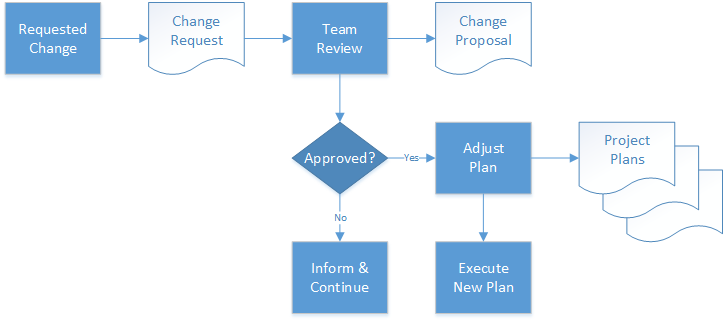 Requested
Change
Change
Request
Team
Review
Change
Proposal
Approved?
Yes
Adjust
Plan
Project
Plans
No
Inform &
Continue
Execute
New Plan